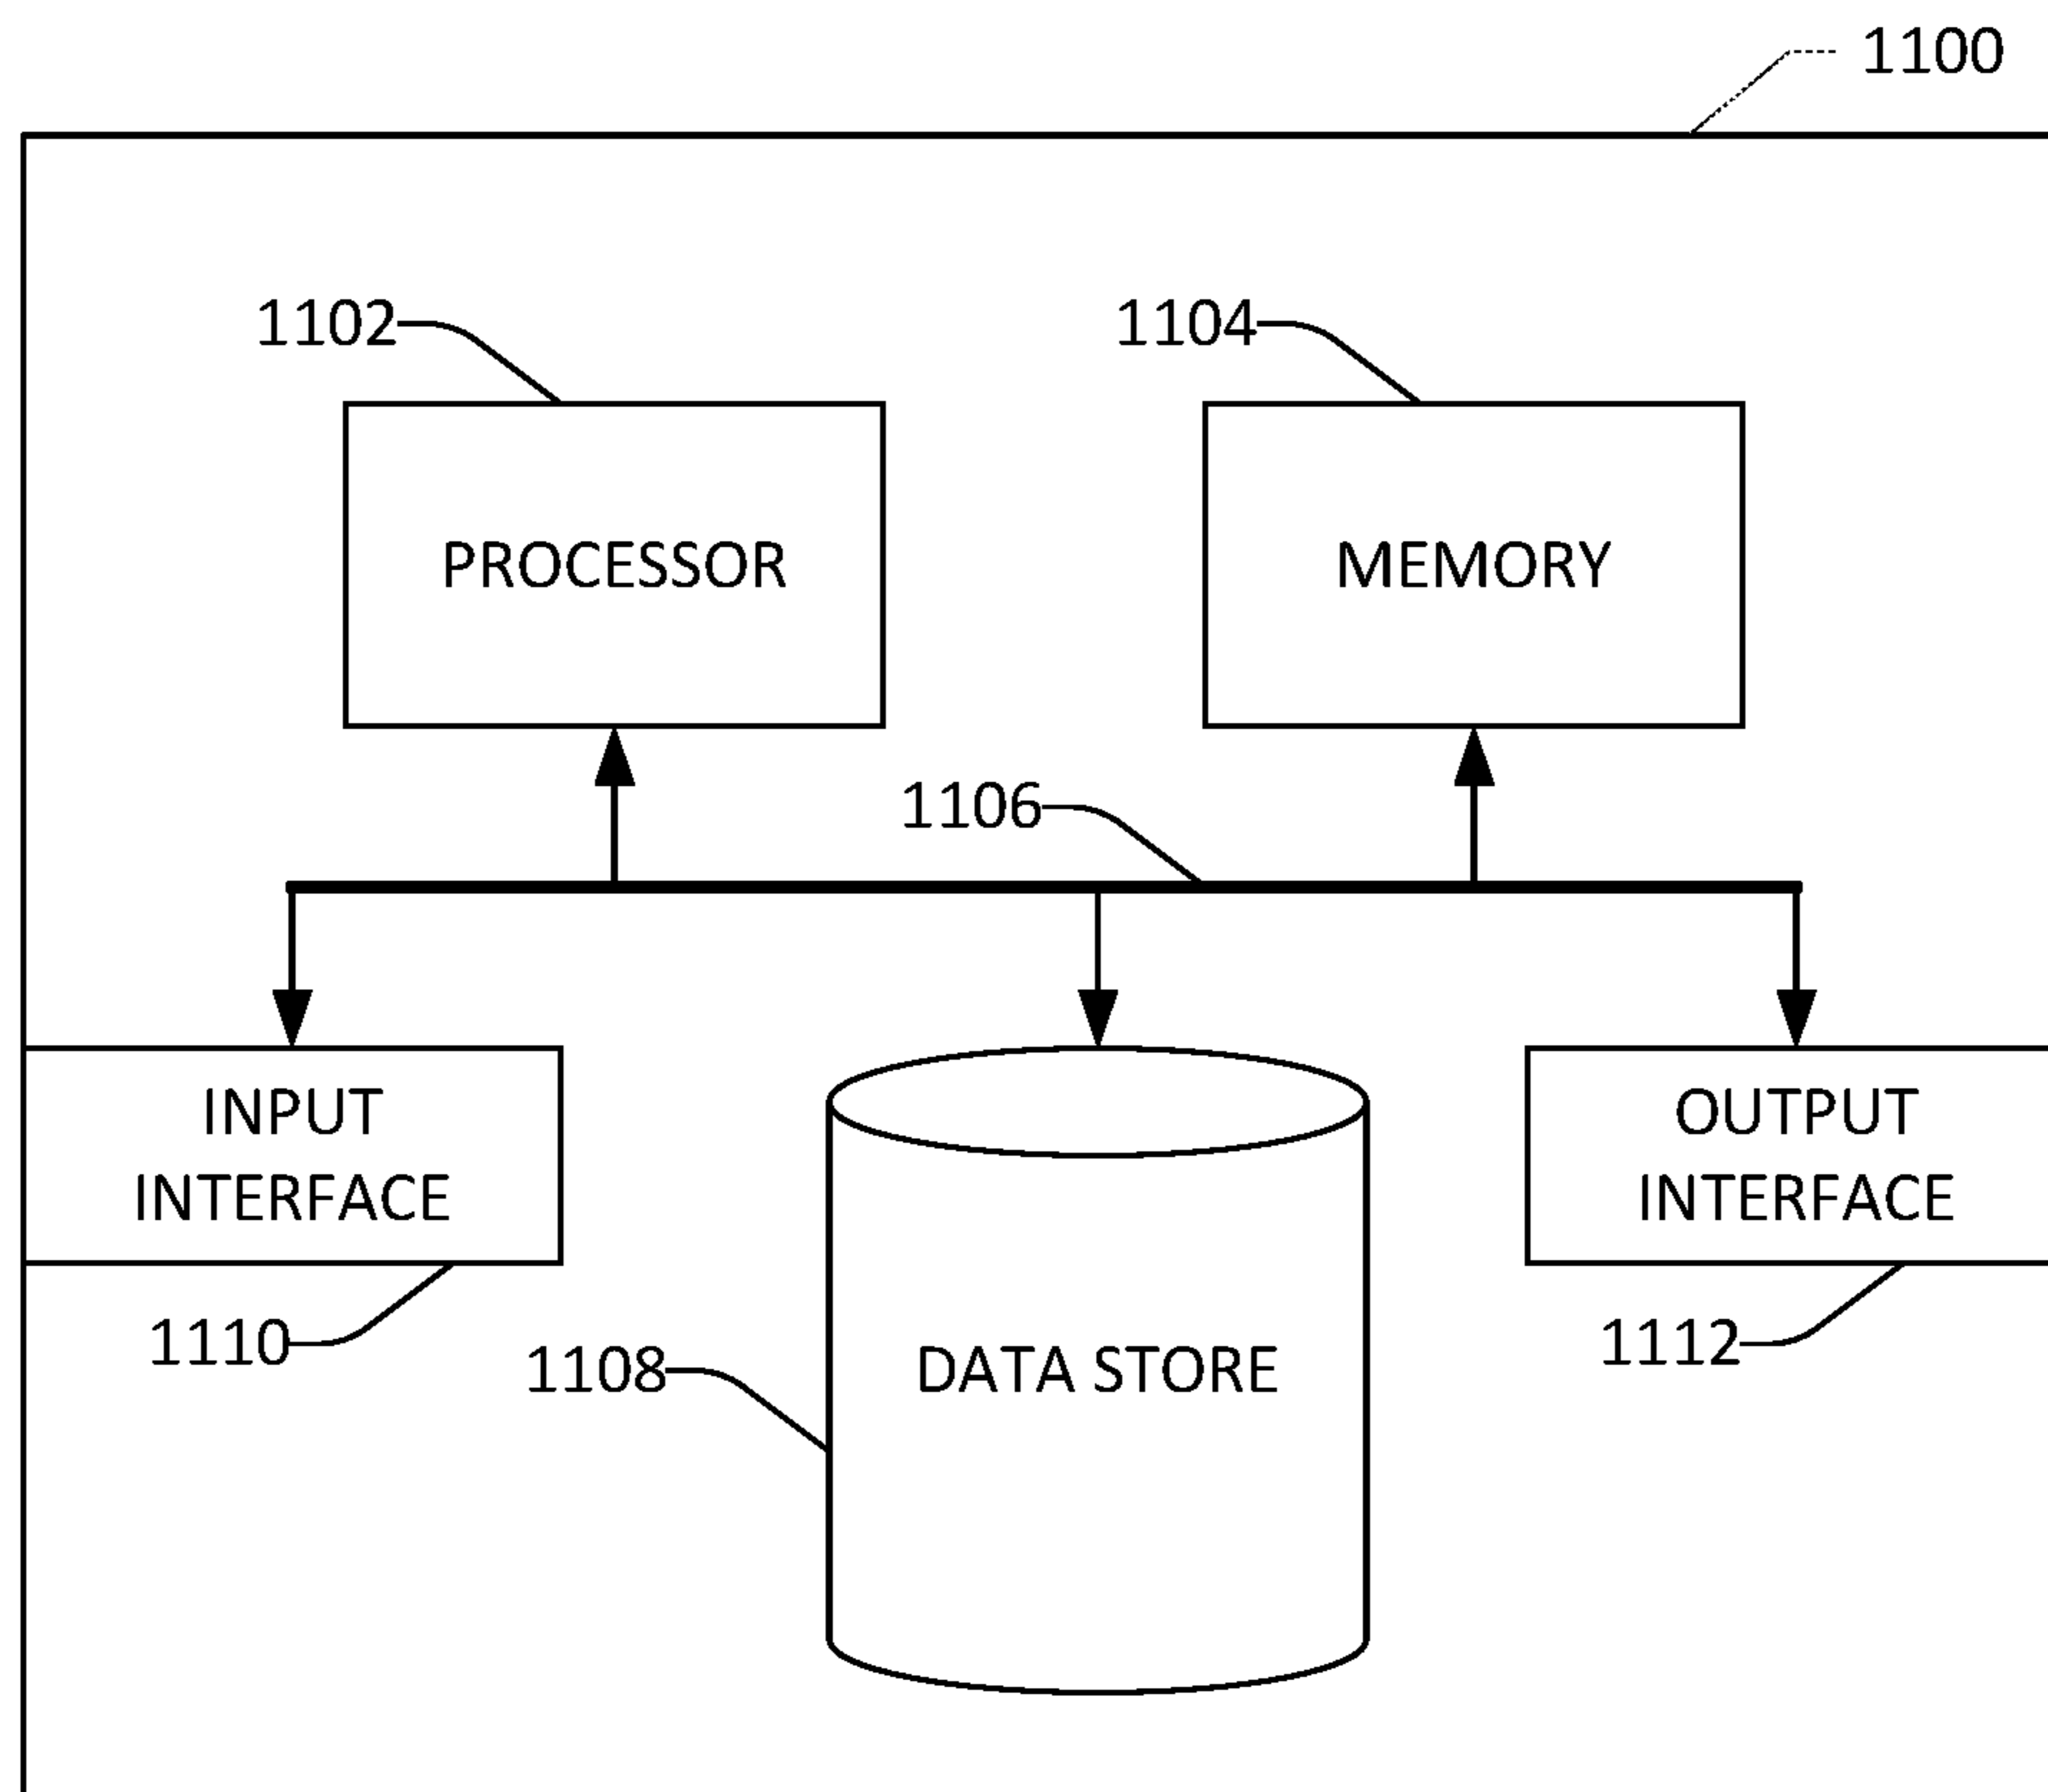 1100
1102
1104
PROCESSOR
MEMORY
1106
INPUT
INTERFACE
OUTPUT
INTERFACE
1110
1108
DATA STORE
1112